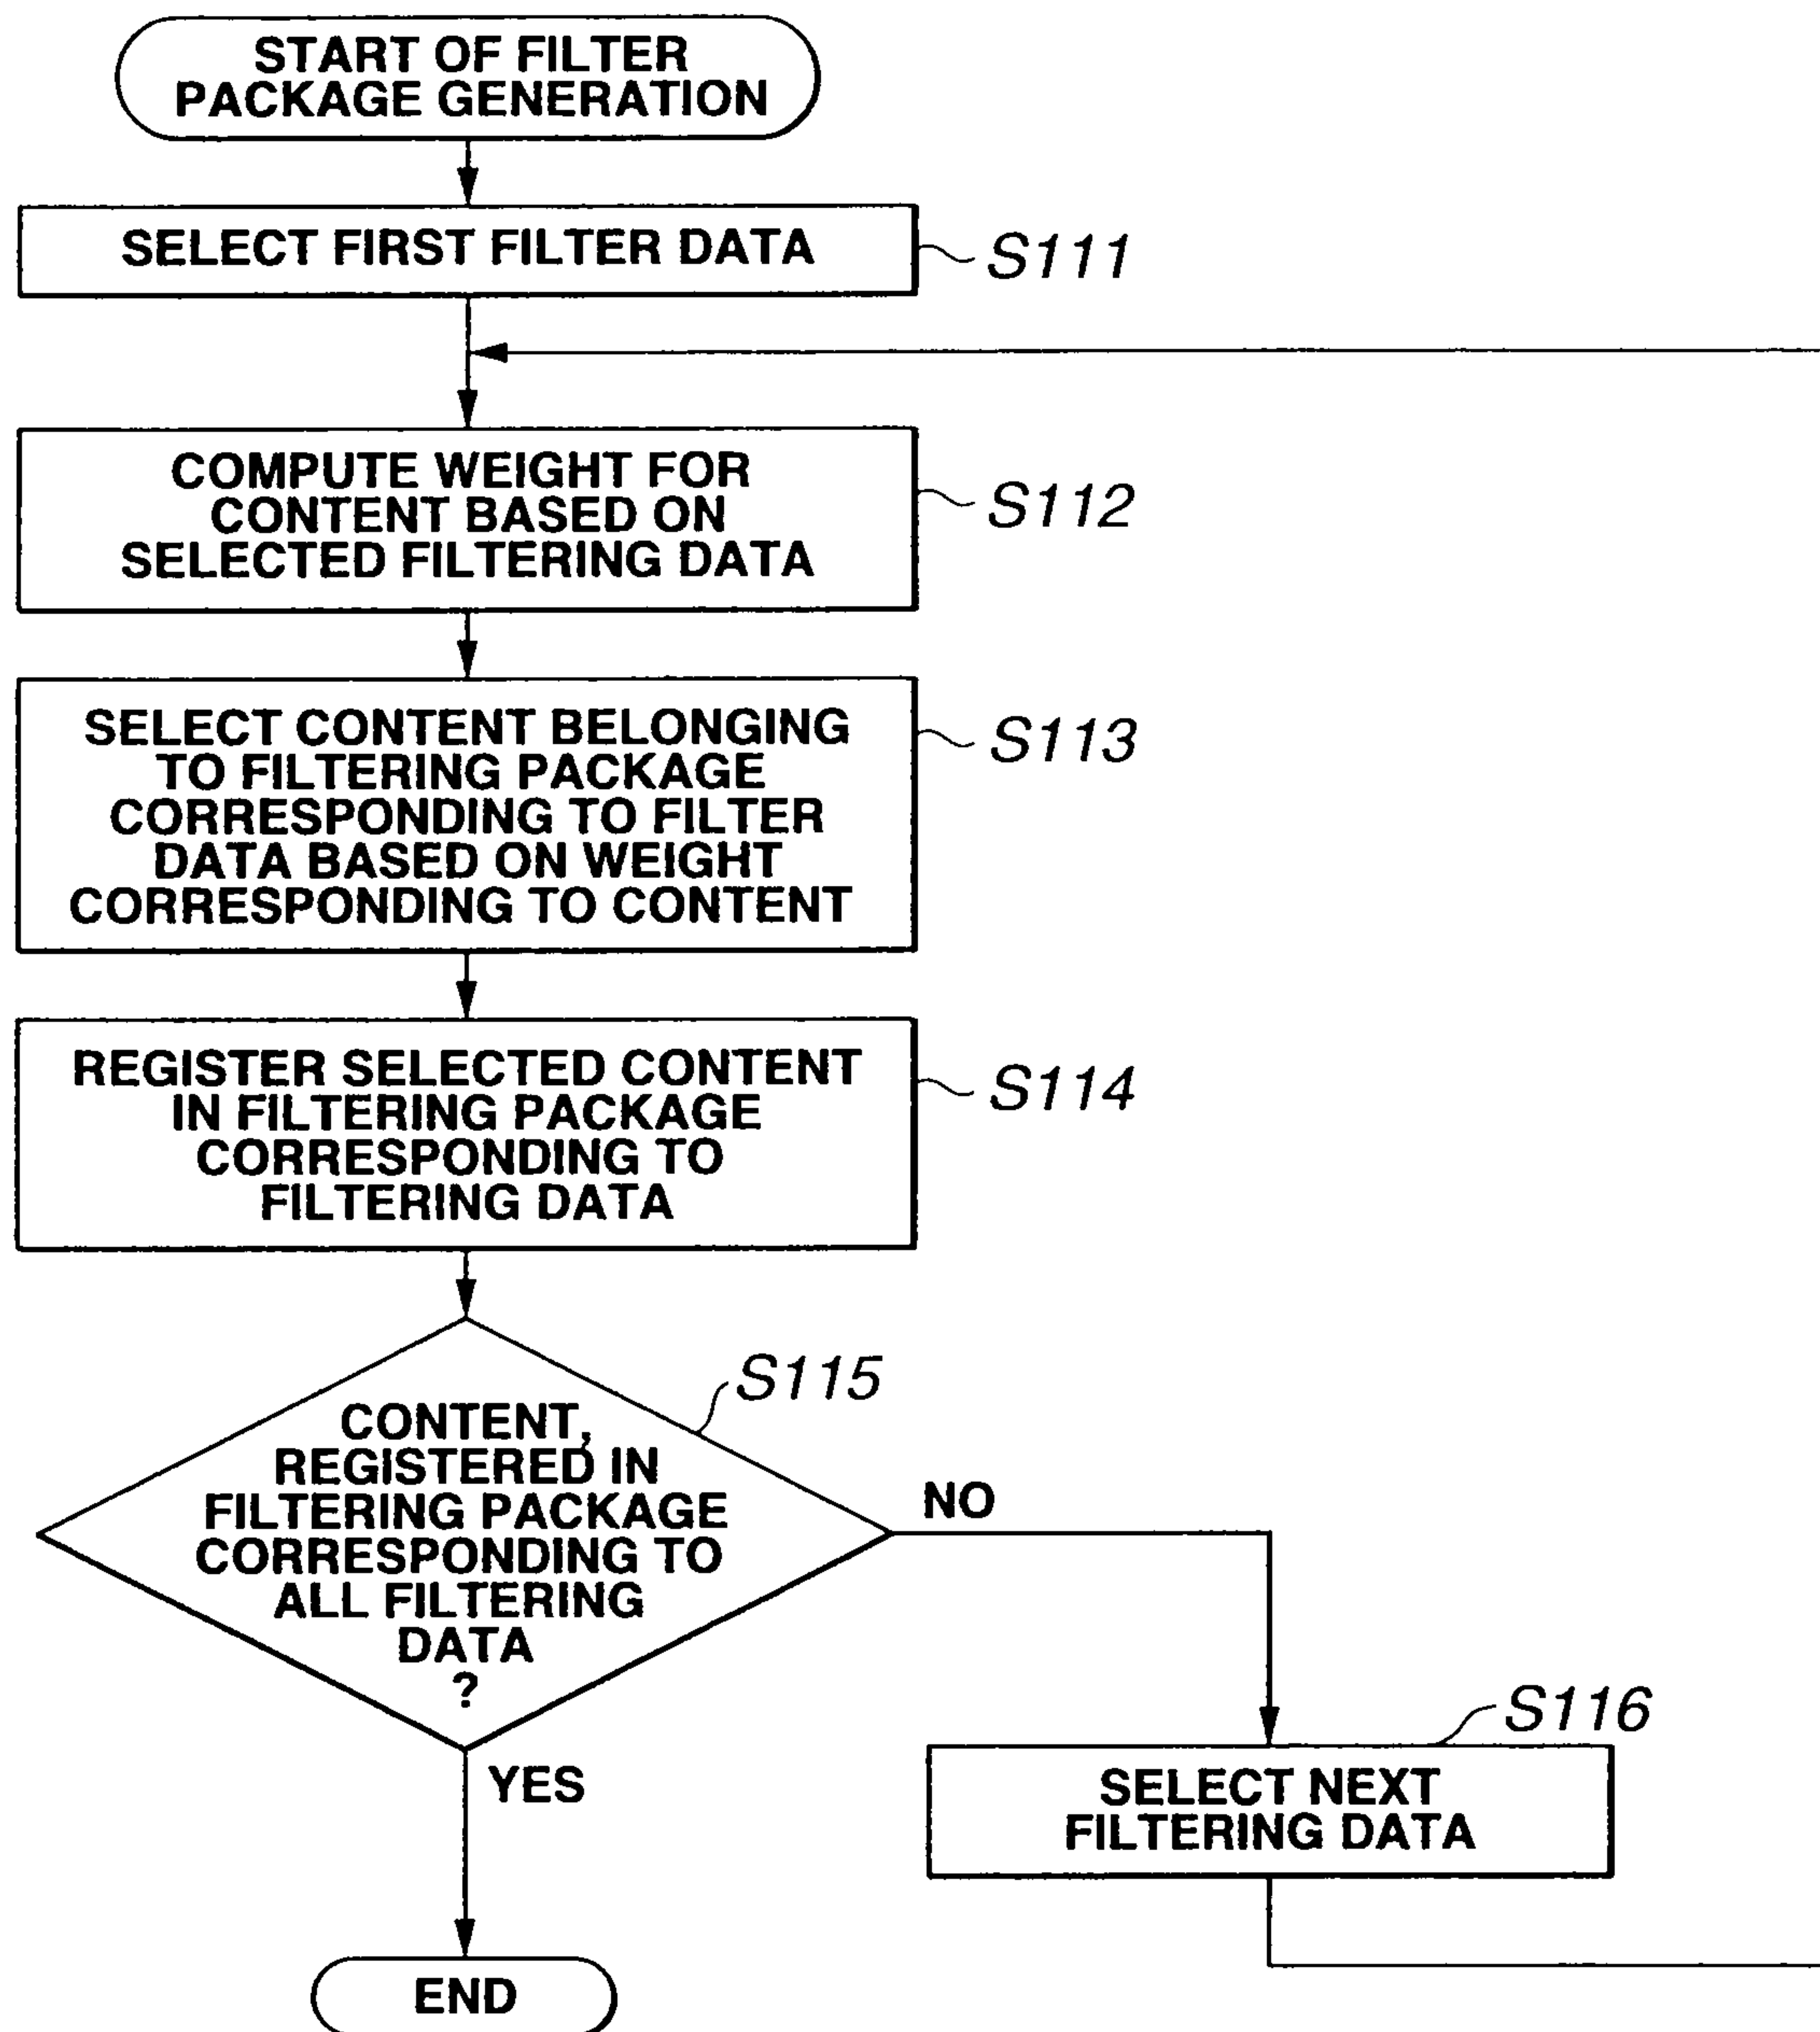 START OF FILTER
PACKAGE GENERATION
SELECT FIRST FILTER DATA
S111
COMPUTE WEIGHT FOR
CONTENT BASED ON
SELECTED FILTERING DATA
S112
SELECT CONTENT BELONGING
TO FILTERING PACKAGE
CORRESPONDING TO FILTER
DATA BASED ON WEIGHT
CORRESPONDING TO CONTENT
S113
REGISTER SELECTED CONTENT
IN FILTERING PACKAGE
CORRESPONDING TO
FILTERING DATA
S114
S115
CONTENT,
REGISTERED IN
FILTERING PACKAGE
CORRESPONDING TO
ALL FILTERING
DATA
?
NO
YES
S116
SELECT NEXT
FILTERING DATA
END